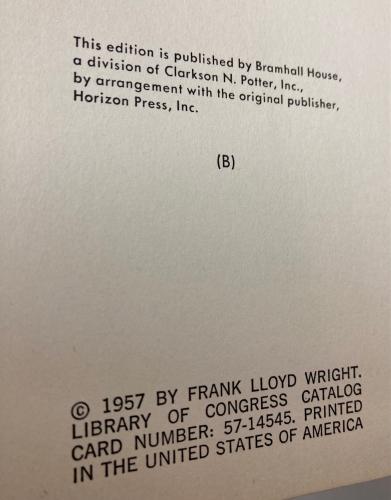 This edition is published by Bramhall House,
a division of Clarkson N. Potter, Inc.,
by arrangement with the original publisher,
Horizon Press, Inc.
(B)
© 1957 BY FRANK LLOYD WRIGHT.
LIBRARY OF CONGRESS CATALOG
CARD NUMBER: 57-14545. PRINTED
IN THE UNITED STATES OF AMERICA